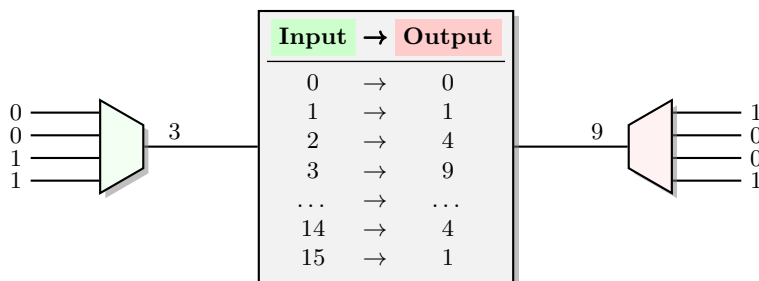 Input → Output
0 → 0
1 → 1
2 → 4
3 → 9
... → ...
14 → 4
15 → 1
0
0
1
1
3
9
1
0
0
1